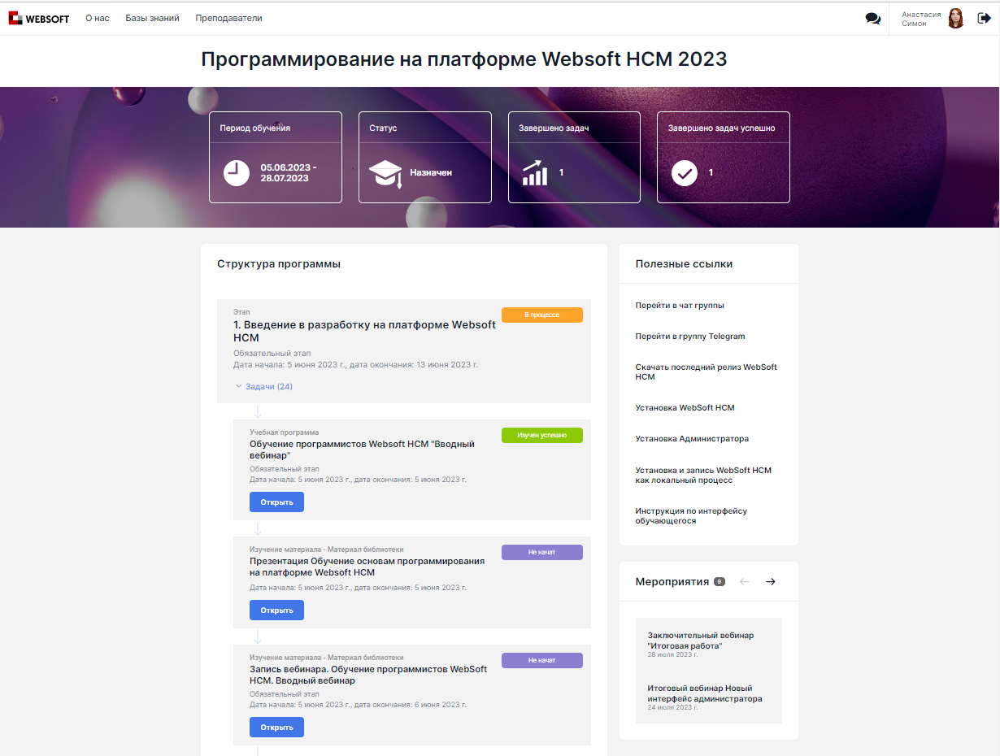 WEBSOFT
О нас
Базы знаний
Преподаватели
Анастасия
Симон
Программирование на платформе Websoft HCM 2023
Период обучения
05.06.2023 -
28.07.2023
Статус
Назначен
Завершено задач
1
Завершено задач успешно
1
Структура программы
Этап
1. Введение в разработку на платформе Websoft
HCM
В процессе
Обязательный этап
Дата начала: 5 июня 2023 г., дата окончания: 13 июня 2023 г.
Задачи (24)
Учебная программа
Обучение программистов Websoft HCM "Вводный
вебинар"
Изучен успешно
Обязательный этап
Дата начала: 5 июня 2023 г., дата окончания: 5 июня 2023 г.
Открыть
Изучение материала - Материал библиотеки
Презентация Обучение основам программирования
на платформе Websoft HCM
Не начат
Дата начала: 5 июня 2023 г., дата окончания: 5 июня 2023 г.
Открыть
Изучение материала - Материал библиотеки
Запись вебинара. Обучение программистов WebSoft
HCM. Вводный вебинар
Не начат
Обязательный этап
Дата начала: 5 июня 2023 г., дата окончания: 6 июня 2023 г.
Открыть
Полезные ссылки
Перейти в чат группы
Перейти в группу Telegram
Скачать последний релиз WebSoft
HCM
Установка WebSoft HCM
Установка Администратора
Установка и запись WebSoft HCM
как локальный процесс
Инструкция по интерфейсу
обучающегося
Мероприятия 9
Заключительный вебинар
"Итоговая работа"
28 июля 2023 г.
Итоговый вебинар Новый
интерфейс администратора
24 июля 2023 г.